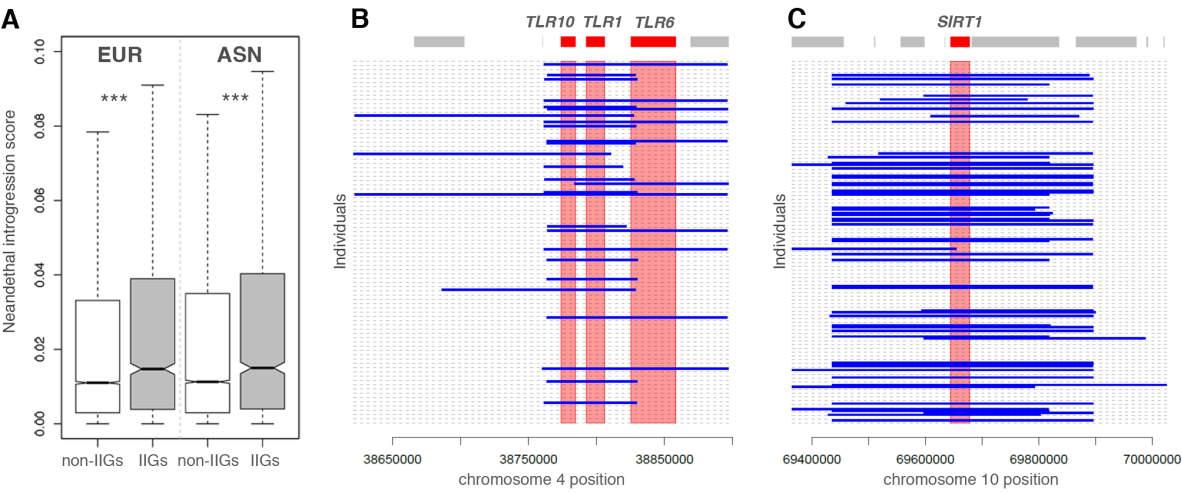 A
B
C
EUR
ASN
***
***
Neandethal introgression score
0.00
0.02
0.04
0.06
0.08
0.10
non-IIGs
IIGs
non-IIGs
IIGs
TLR10
TLR1
TLR6
Individuals
38650000
38750000
38850000
chromosome 4 position
SIRT1
Individuals
69400000
69600000
69800000
70000000
chromosome 10 position